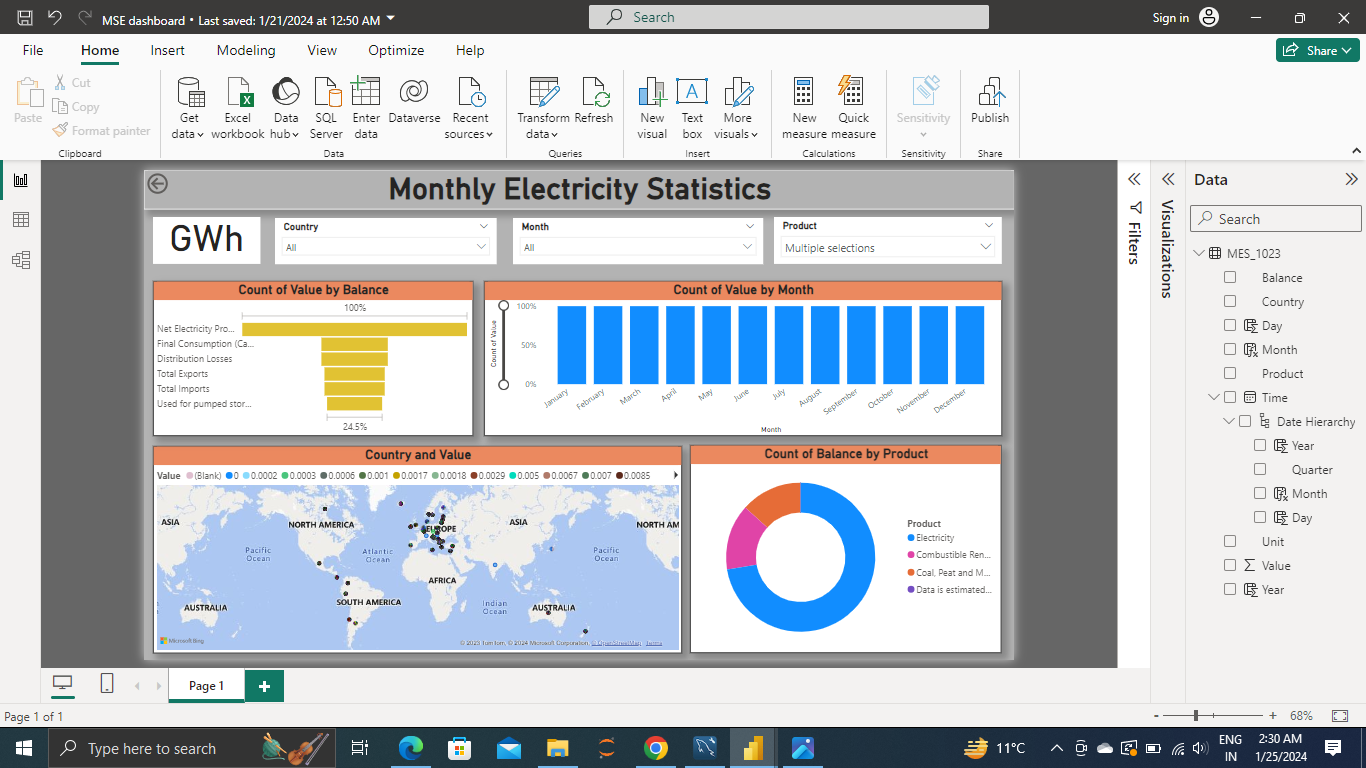 MSE dashboard • Last saved: 1/21/2024 at 12:50 AM
Search
Sign in
File Home Insert Modeling View Optimize Help
Share
Paste
Cut
Copy
Format painter
Clipboard
Get data
Excel workbook
Data hub
SQL Server
Enter data
Dataverse
Recent sources
Data
Transform data
Refresh
Queries
New visual
Text box
More visuals
Insert
New measure
Quick measure
Calculations
Sensitivity
Sensitivity
Publish
Share
Monthly Electricity Statistics
GWh
Country
All
Month
All
Product
Multiple selections
Count of Value by Balance
100%
Net Electricity Pro...
Final Consumption (Ca...
Distribution Losses
Total Exports
Total Imports
Used for pumped stor...
24.5%
Count of Value by Month
Count of Value
100%
50%
0%
January February March April May June July August September October November December
Month
Country and Value
Value (Blank) 0 0.0002 0.0003 0.0006 0.001 0.0017 0.0018 0.0029 0.005 0.0067 0.007 0.0085
ASIA
NORTH AMERICA
EUROPE
ASIA
NORTH AM
Pacific Ocean
Atlantic Ocean
Pacific Ocean
AFRICA
AUSTRALIA
SOUTH AMERICA
Indian Ocean
AUSTRALIA
Microsoft Bing
© 2023 TomTom, © 2024 Microsoft Corporation, © OpenStreetMap Terms
Count of Balance by Product
Product
Electricity
Combustible Ren...
Coal, Peat and M...
Data is estimated...
Filters
Visualizations
Data
Search
MES_1023
Balance
Country
Day
Month
Product
Time
Date Hierarchy
Year
Quarter
Month
Day
Unit
Value
Year
Page 1
Page 1 of 1
68%
Type here to search
11°C
ENG
IN
2:30 AM
1/25/2024